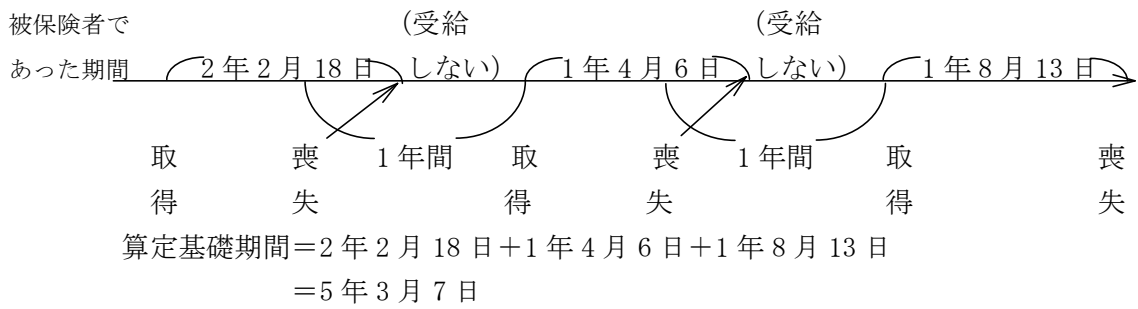 被保険者で (受給 (受給
あった期間 2年2月18日 しない) 1年4月6日 しない) 1年8月13日
取 喪 1年間 取 喪 1年間 取 喪
得 失 得 失 得 失
算定基礎期間=2年2月18日+1年4月6日+1年8月13日
=5年3月7日